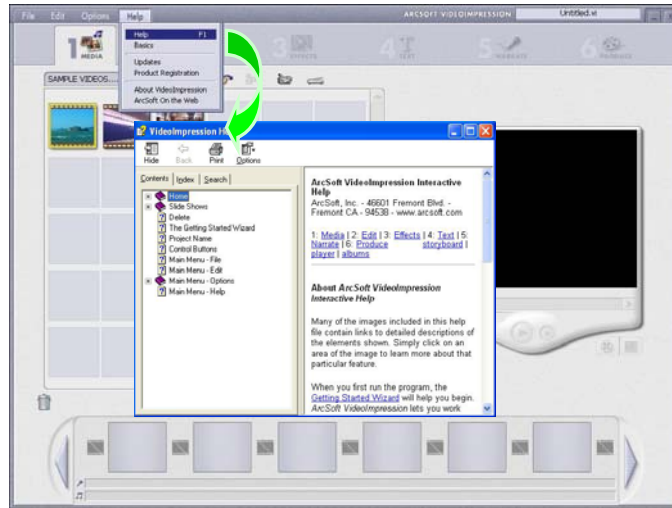 File Edit Options Help
ARCSOFT VIDEOIMPRESSION
Untitled.vi
1 MEDIA
3
4 TEXT
5
6
SAMPLE VIDEOS...
Help F1
Basics
Updates
Product Registration
About VideoImpression
ArcSoft On the Web
VideoImpression
Hide Back Print Options
Contents Index Search
Home
Slide Shows
Delete
The Getting Started Wizard
Project Name
Control Buttons
Main Menu - File
Main Menu - Edit
Main Menu - Options
Main Menu - Help
ArcSoft VideoImpression Interactive
Help
ArcSoft, Inc. - 46601 Fremont Blvd. -
Fremont CA - 94538 - www.arcsoft.com
1: Media | 2: Edit | 3: Effects | 4: Text | 5:
Narrate | 6: Produce storyboard |
player | albums
About ArcSoft VideoImpression
Interactive Help
Many of the images included in this help
file contain links to detailed descriptions of
the elements shown. Simply click on an
area of the image to learn more about that
particular feature.
When you first run the program, the
Getting Started Wizard will help you begin.
ArcSoft VideoImpression lets you work